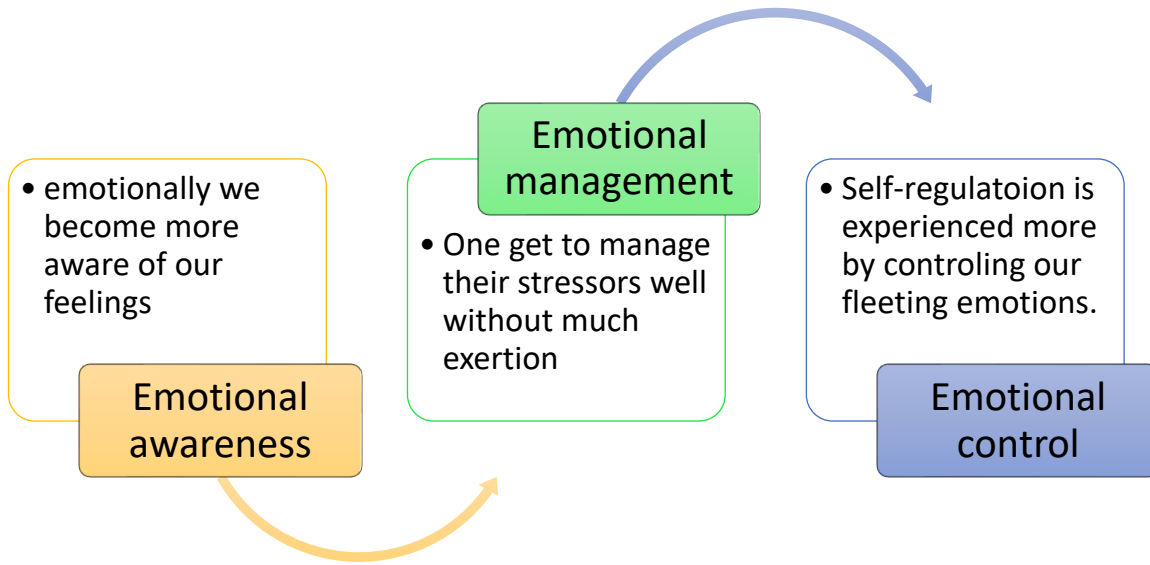 • emotionally we
become more
aware of our
feelings
Emotional
awareness
Emotional
management
• One get to manage
their stressors well
without much
exertion
• Self-regulatoion is
experienced more
by controling our
fleeting emotions.
Emotional
control